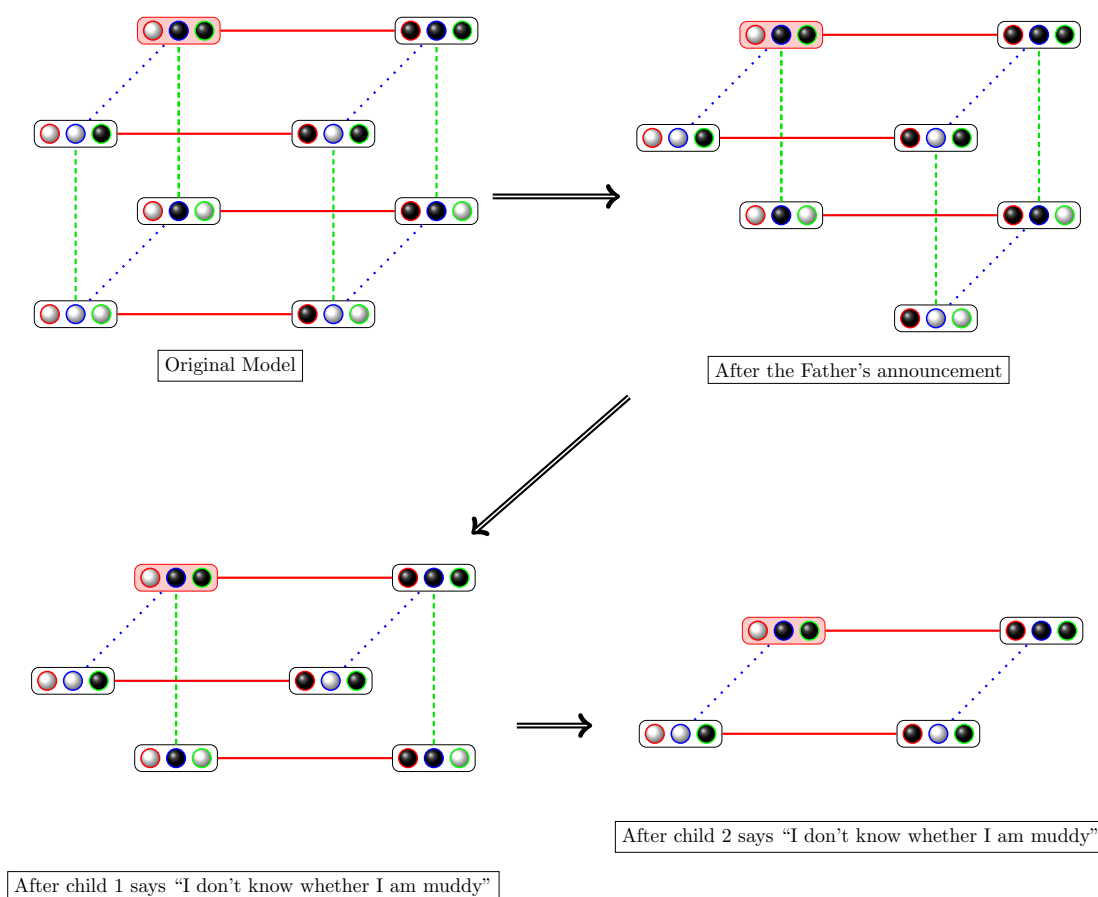 Original Model
After the Father's announcement
After child 1 says “I don't know whether I am muddy”
After child 2 says “I don't know whether I am muddy”